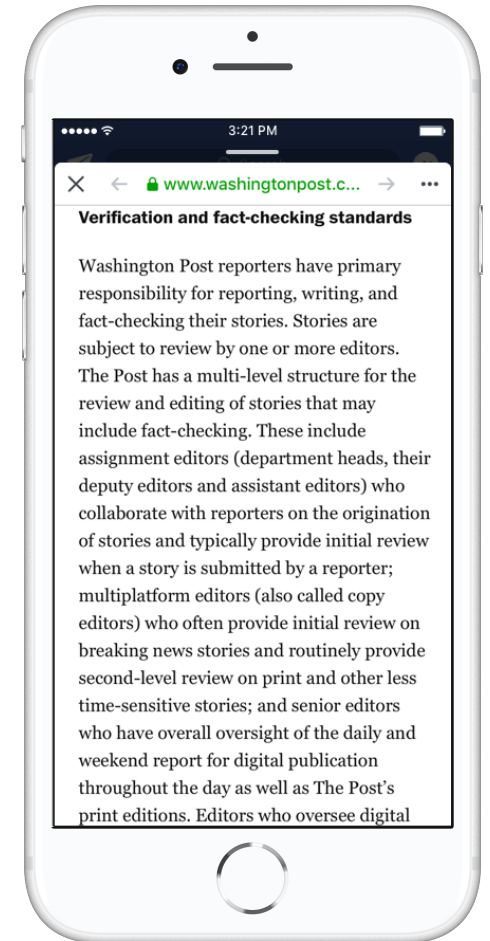 3:21 PM
www.washingtonpost.c...
Verification and fact-checking standards
Washington Post reporters have primary
responsibility for reporting, writing, and
fact-checking their stories. Stories are
subject to review by one or more editors.
The Post has a multi-level structure for the
review and editing of stories that may
include fact-checking. These include
assignment editors (department heads, their
deputy editors and assistant editors) who
collaborate with reporters on the origination
of stories and typically provide initial review
when a story is submitted by a reporter;
multiplatform editors (also called copy
editors) who often provide initial review on
breaking news stories and routinely provide
second-level review on print and other less
time-sensitive stories; and senior editors
who have overall oversight of the daily and
weekend report for digital publication
throughout the day as well as The Post’s
print editions. Editors who oversee digital